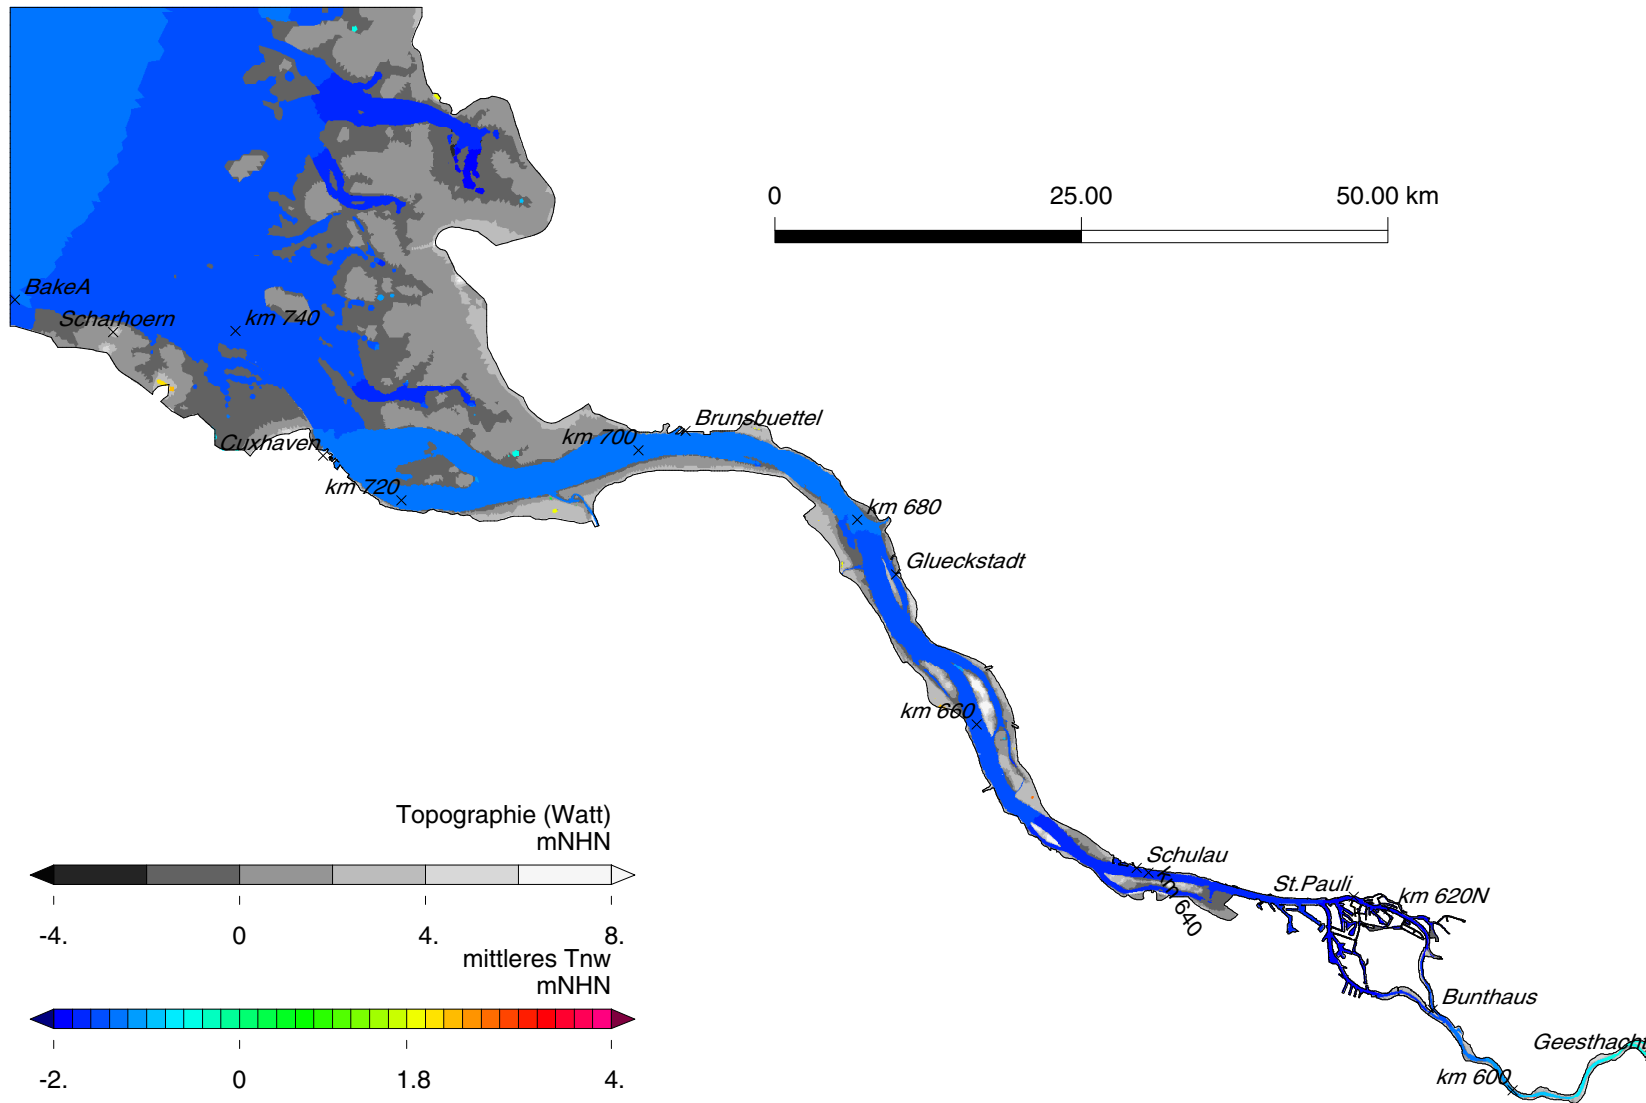 0 25.00 50.00 km
BakeA
Scharhoern
km 740
Brunsbuettel
km 700
Cuxhaven
km 720
km 680
Glueckstadt
km 660
Topographie (Watt)
mNHN
-4. 0 4. 8.
mittleres Tnw
mNHN
-2. 0 1.8 4.
Schulau
km 640
St.Pauli
km 620N
Bunthaus
Geesthacht
km 600